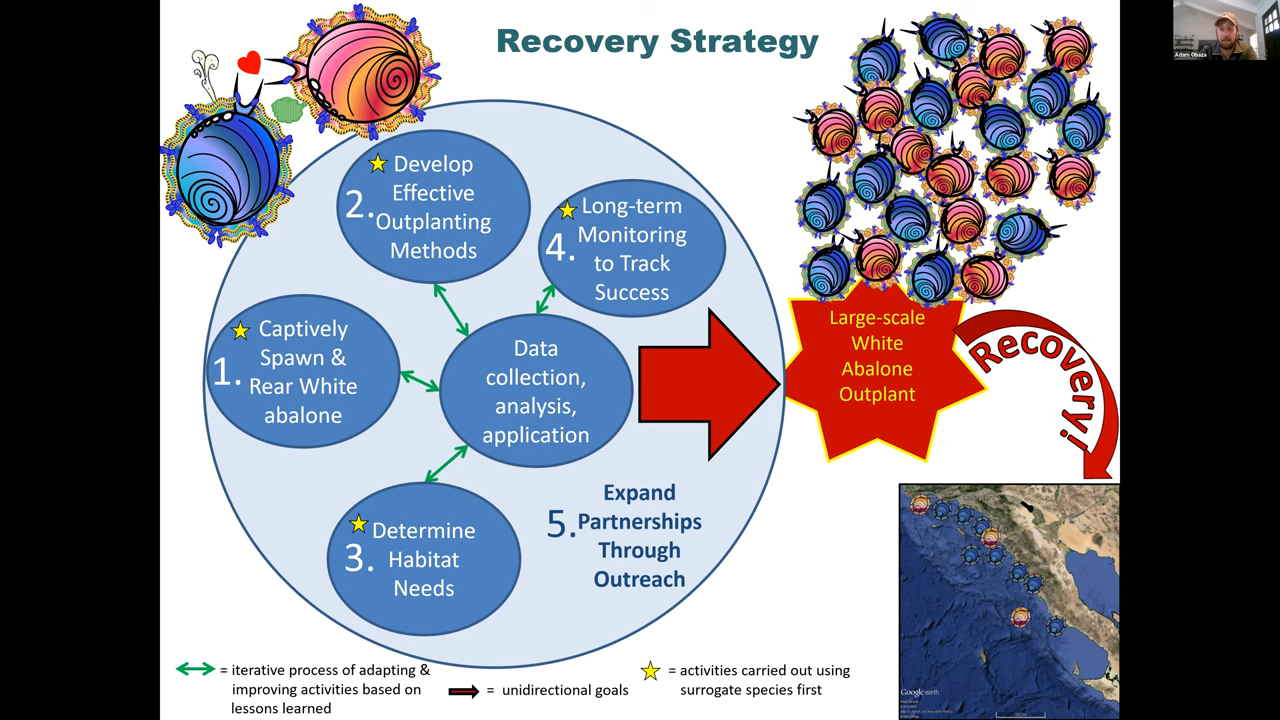 Recovery Strategy
Adam Obaza
2.
Develop
Effective
Outplanting
Methods
4.
Long-term
Monitoring
to Track
Success
1.
Captively
Spawn &
Rear White
abalone
Data
collection,
analysis,
application
3.
Determine
Habitat
Needs
5.
Expand
Partnerships
Through
Outreach
Large-scale
White
Abalone
Outplant
Recovery!
Google earth
= iterative process of adapting &
improving activities based on
lessons learned
= unidirectional goals
= activities carried out using
surrogate species first